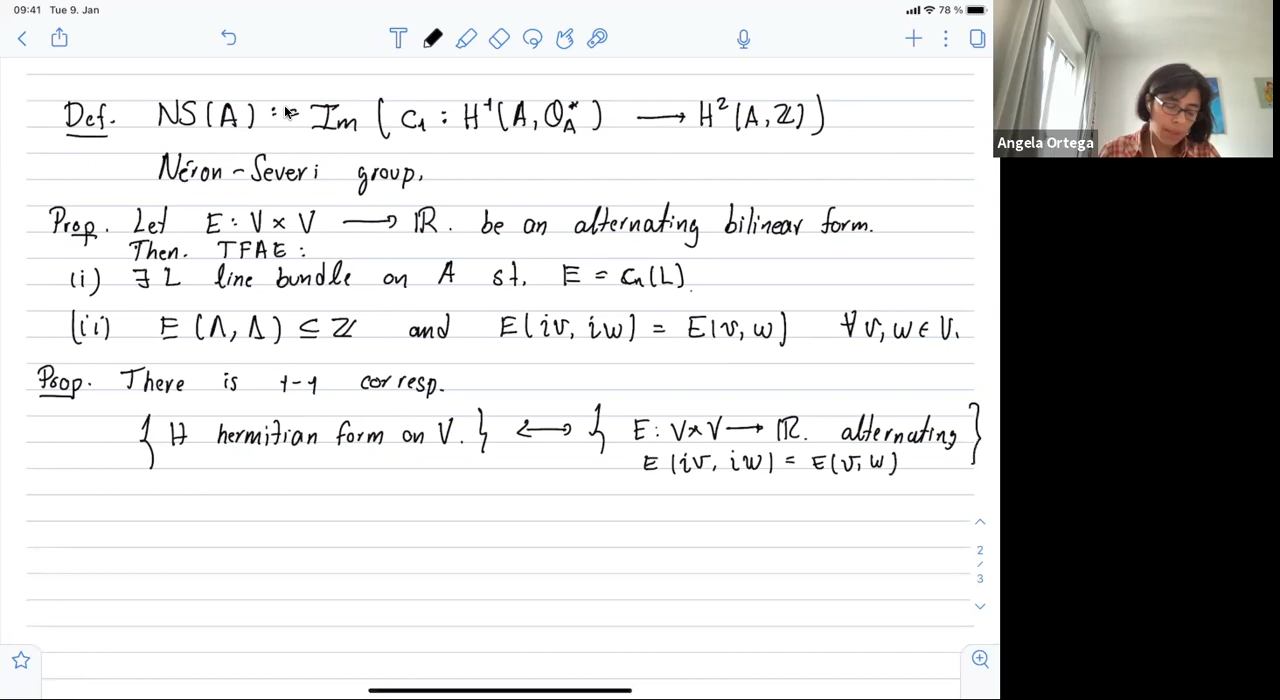 09:41 Tue 9. Jan
78 %
Def. NS(A) := Im ( c₁ : H¹(A, O_A^*) → H²(A, ℤ) )
Néron-Severi group.
Prop. Let E : V × V → ℝ. be an alternating bilinear form.
Then. TFAE :
(i) ∃ L line bundle on A st. E = c₁(L).
(ii) E(Λ, Λ) ⊆ ℤ and E(iv, iw) = E(v, w) ∀ v, w ∈ V.
Prop. There is 1-1 corresp.
{ H hermitian form on V. } ⟷ { E : V×V → ℝ. alternating }
E(iv, iw) = E(v, w)
2
/
3
Angela Ortega